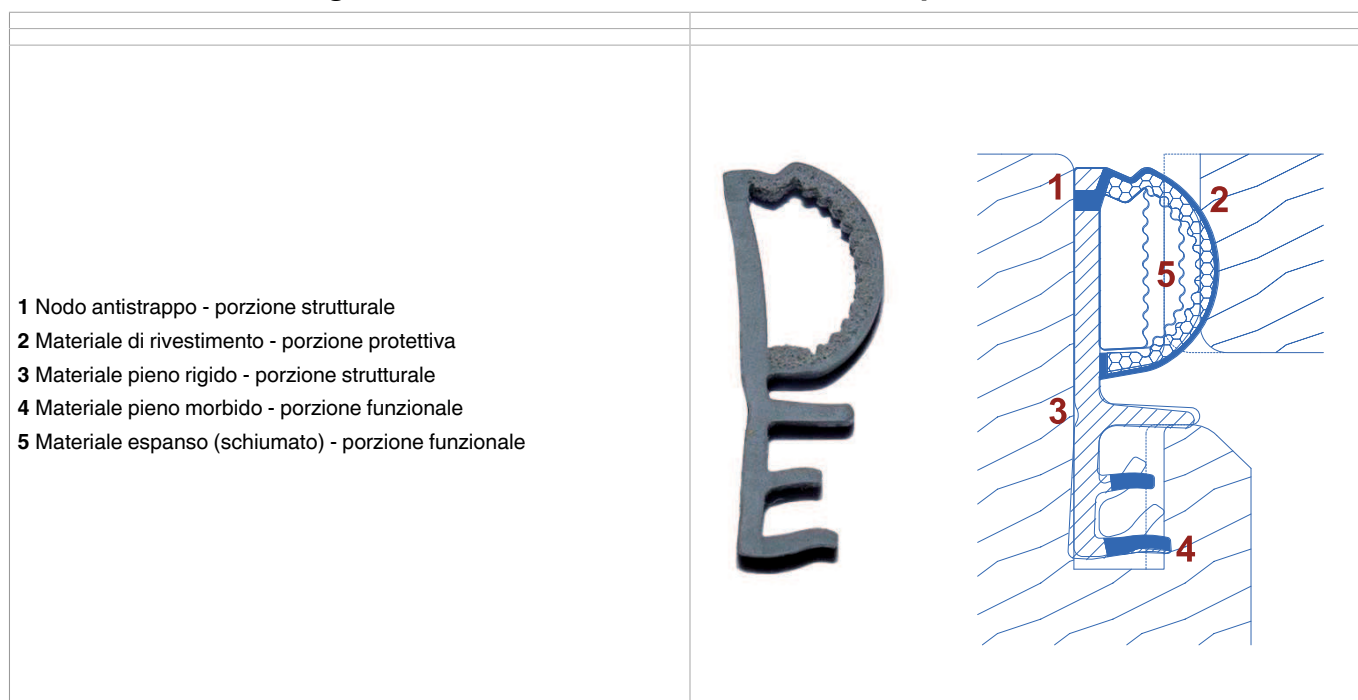 1 Nodo antistrappo - porzione strutturale
2 Materiale di rivestimento - porzione protettiva
3 Materiale pieno rigido - porzione strutturale
4 Materiale pieno morbido - porzione funzionale
5 Materiale espanso (schiumato) - porzione funzionale
1
2
5
3
4